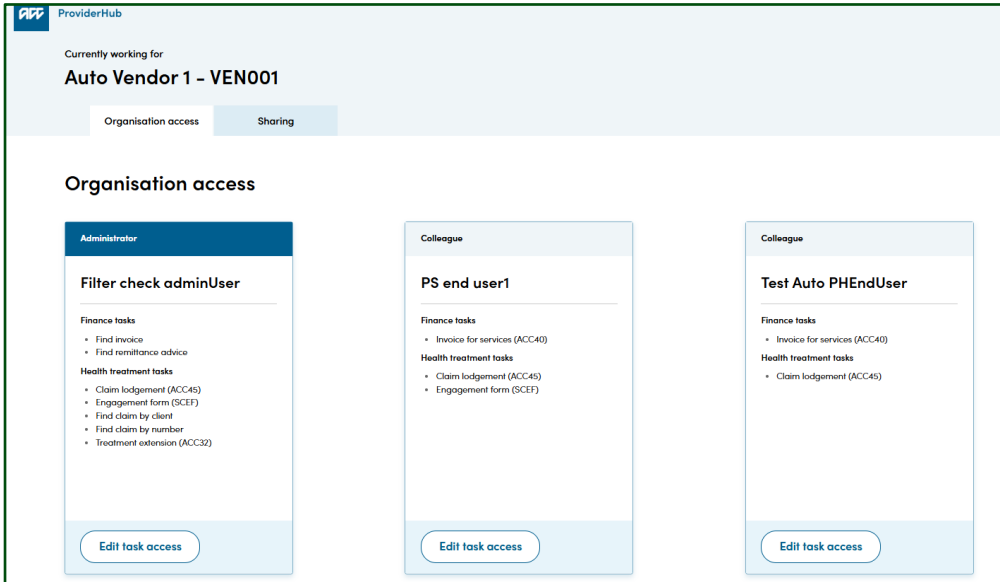 ACC ProviderHub
Currently working for
Auto Vendor 1 - VEN001
Organisation access
Sharing
Organisation access
Administrator
Filter check adminUser
Finance tasks
• Find invoice
• Find remittance advice
Health treatment tasks
• Claim lodgement (ACC45)
• Engagement form (SCEF)
• Find claim by client
• Find claim by number
• Treatment extension (ACC32)
Edit task access
Colleague
PS end user1
Finance tasks
• Invoice for services (ACC40)
Health treatment tasks
• Claim lodgement (ACC45)
• Engagement form (SCEF)
Edit task access
Colleague
Test Auto PHEndUser
Finance tasks
• Invoice for services (ACC40)
Health treatment tasks
• Claim lodgement (ACC45)
Edit task access